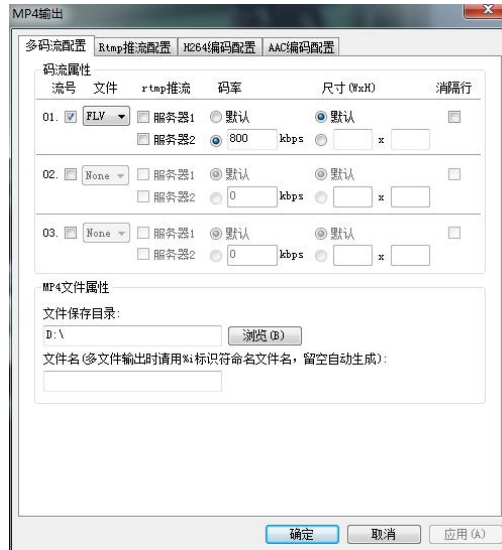 MP4输出
多码流配置 Rtmp推流配置 H264编码配置 AAC编码配置
码流属性
流号 文件 rtmp推流 码率 尺寸(WxH) 消隔行
01. FLV 服务器1 默认 默认
服务器2 800 kbps x
02. None 服务器1 默认 默认
服务器2 0 kbps x
03. None 服务器1 默认 默认
服务器2 0 kbps x
MP4文件属性
文件保存目录:
D:\ 浏览(B)
文件名(多文件输出时请用%i标识符命名文件名，留空自动生成):
确定 取消 应用(A)